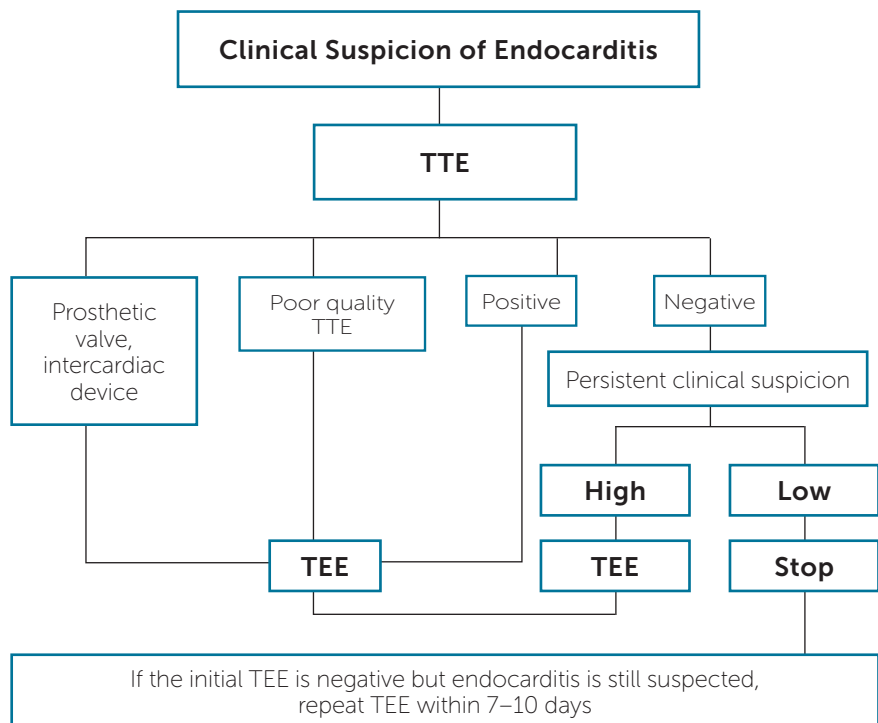 Clinical Suspicion of Endocarditis
TTE
Prosthetic
valve,
intercardiac
device
Poor quality
TTE
Positive
Negative
Persistent clinical suspicion
High
Low
TEE
TEE
Stop
If the initial TEE is negative but endocarditis is still suspected,
repeat TEE within 7–10 days